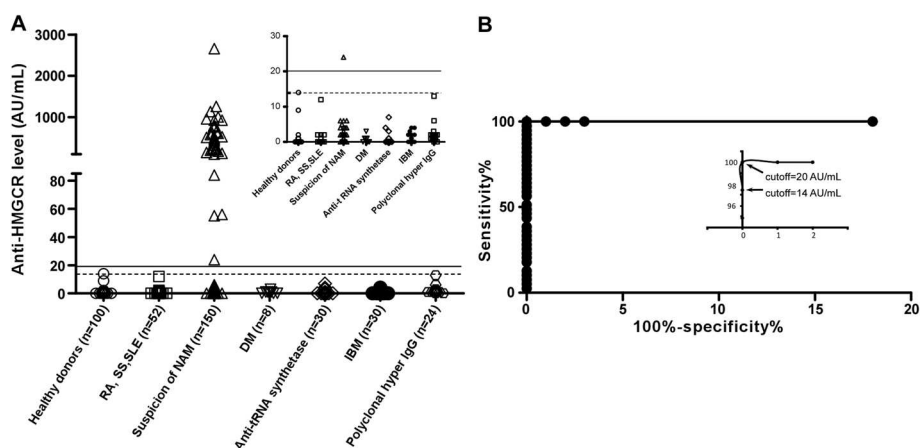 A
Anti-HMGCR level (AU/mL)
3000
2000
1000
80
60
40
20
0
Healthy donors (n=100)
RA, SS,SLE (n=52)
Suspicion of NAM (n=150)
DM (n=8)
Anti-tRNA synthetase (n=30)
IBM (n=30)
Polyclonal hyper IgG (n=24)
30
20
10
0
Healthy donors
RA, SS,SLE
Suspicion of NAM
DM
Anti-t RNA synthetase
IBM
Polyclonal hyper IgG
B
Sensitivity%
100
50
0
0
5
10
15
20
100%-specificity%
100
98
96
0
1
2
cutoff=20 AU/mL
cutoff=14 AU/mL